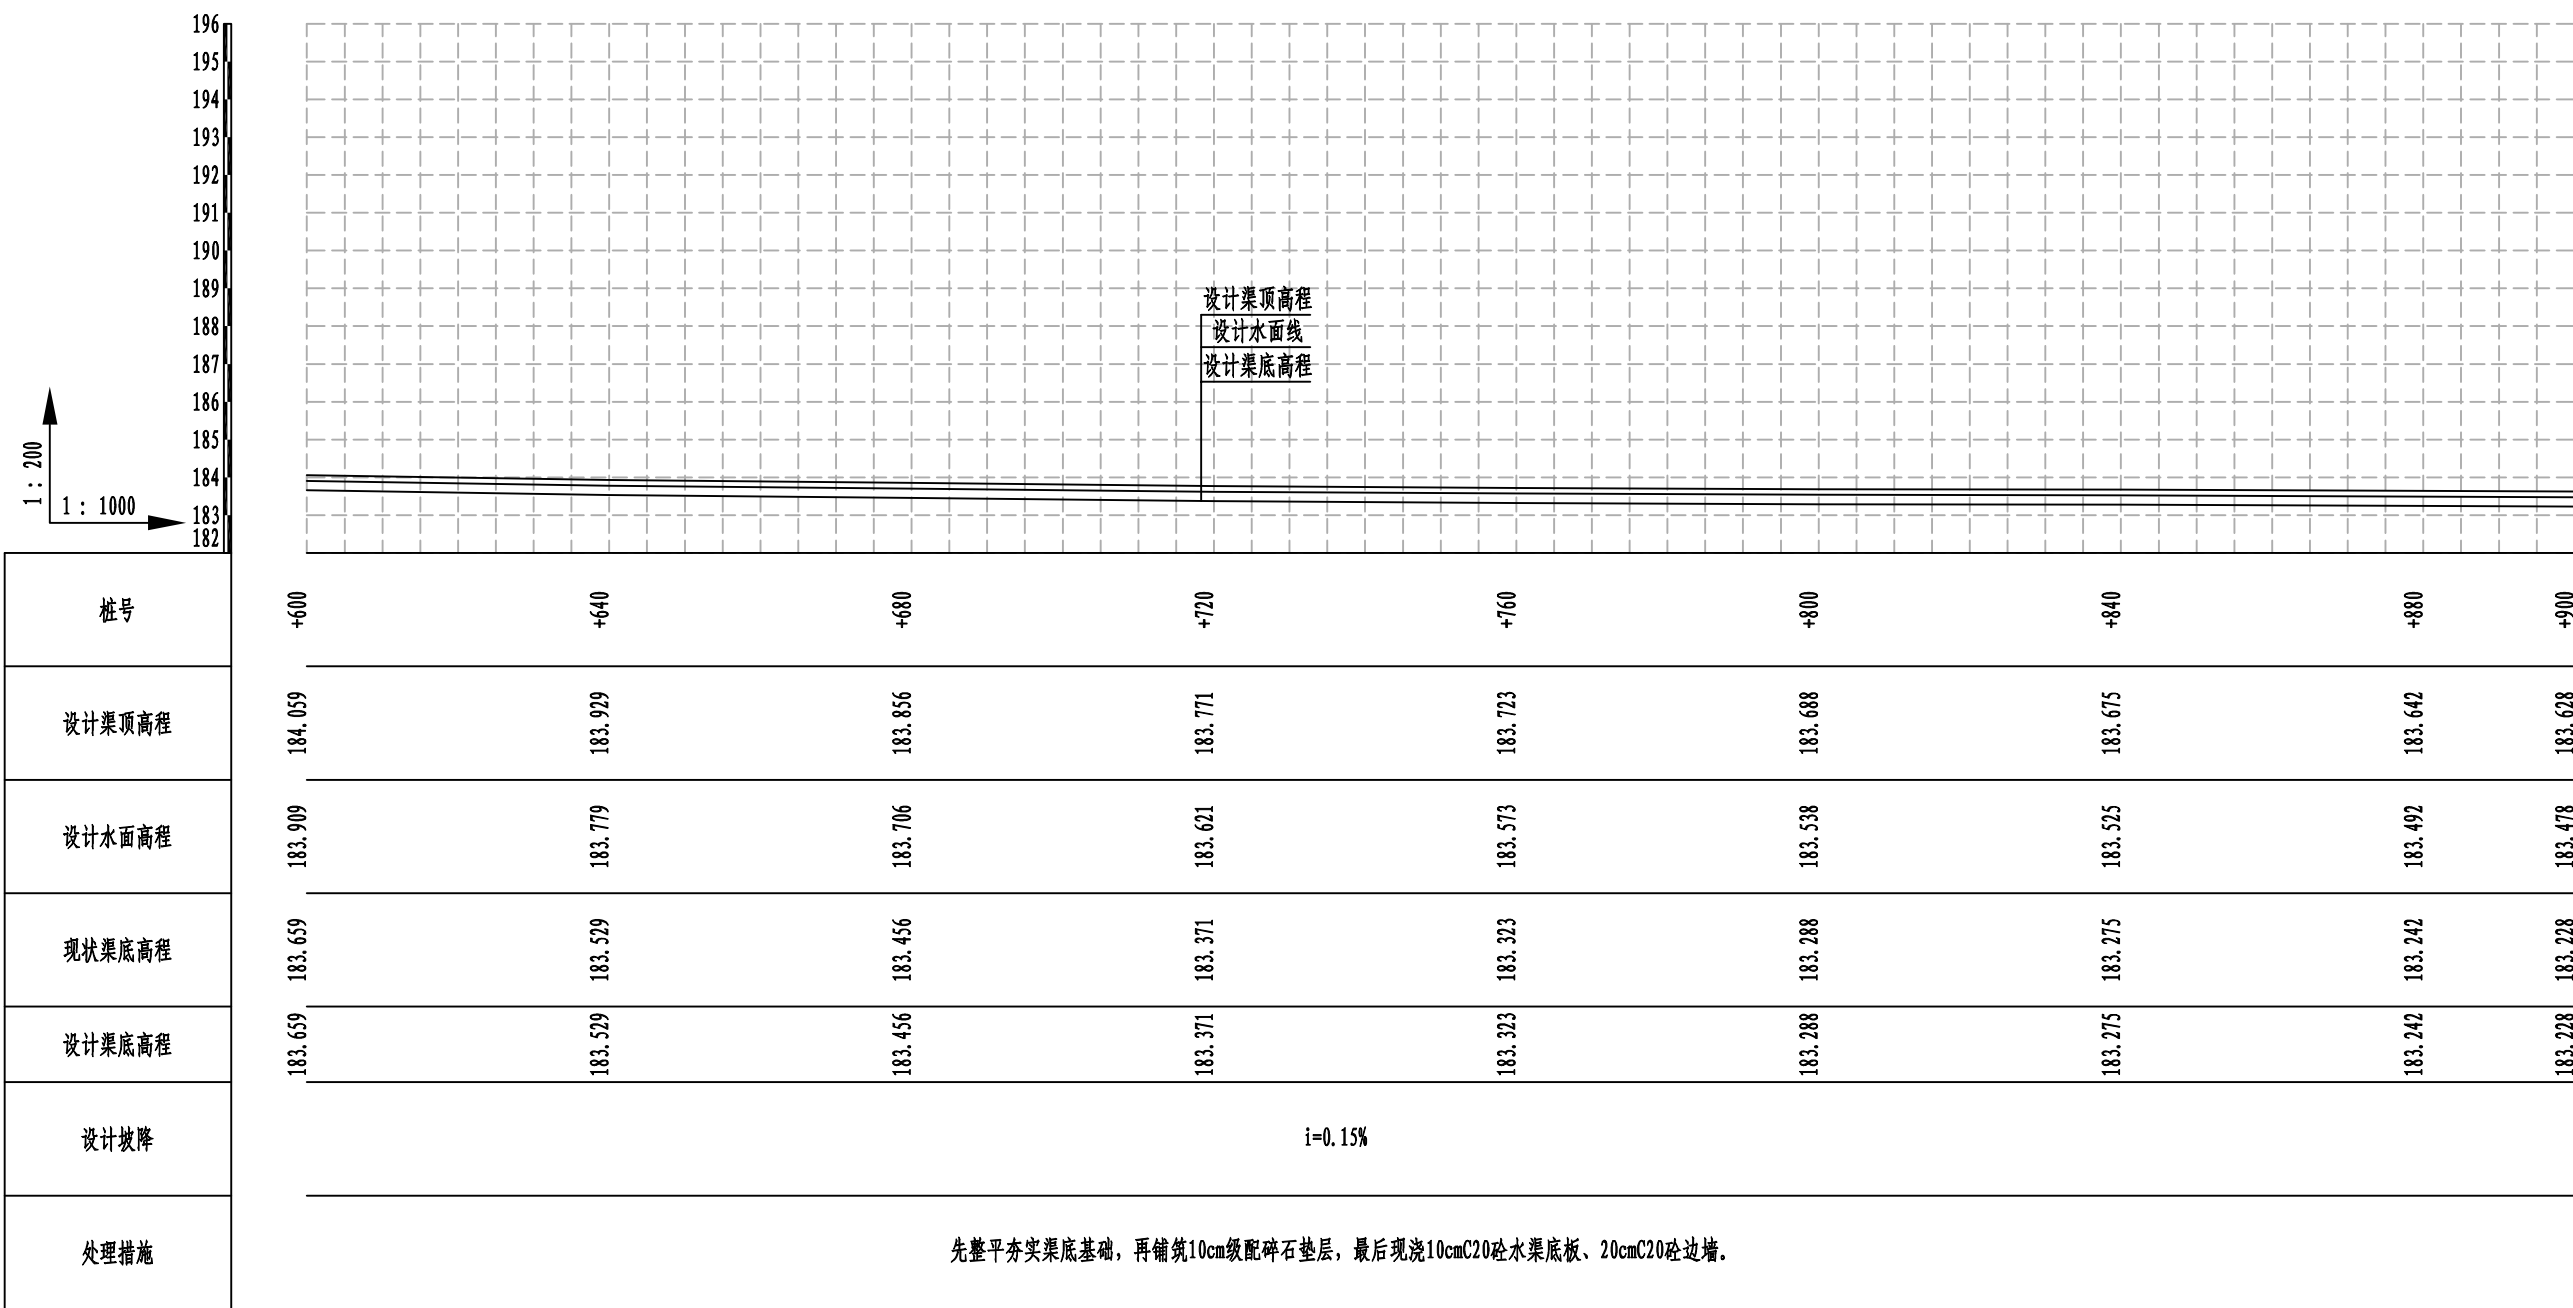 196
195
194
193
192
191
190
189
188
187
186
185
184
183
182
1: 200
1: 1000
设计渠顶高程
设计水面线
设计渠底高程
桩号 +600 +640 +680 +720 +760 +800 +840 +880 +900
设计渠顶高程 184.059 183.929 183.856 183.771 183.723 183.688 183.675 183.642 183.628
设计水面高程 183.909 183.779 183.706 183.621 183.573 183.538 183.525 183.492 183.478
现状渠底高程 183.659 183.529 183.456 183.371 183.323 183.288 183.275 183.242 183.228
设计渠底高程 183.659 183.529 183.456 183.371 183.323 183.288 183.275 183.242 183.228
设计坡降 i=0.15%
处理措施 先整平夯实渠底基础，再铺筑10cm级配碎石垫层，最后现浇10cmC20砼水渠底板、20cmC20砼边墙。